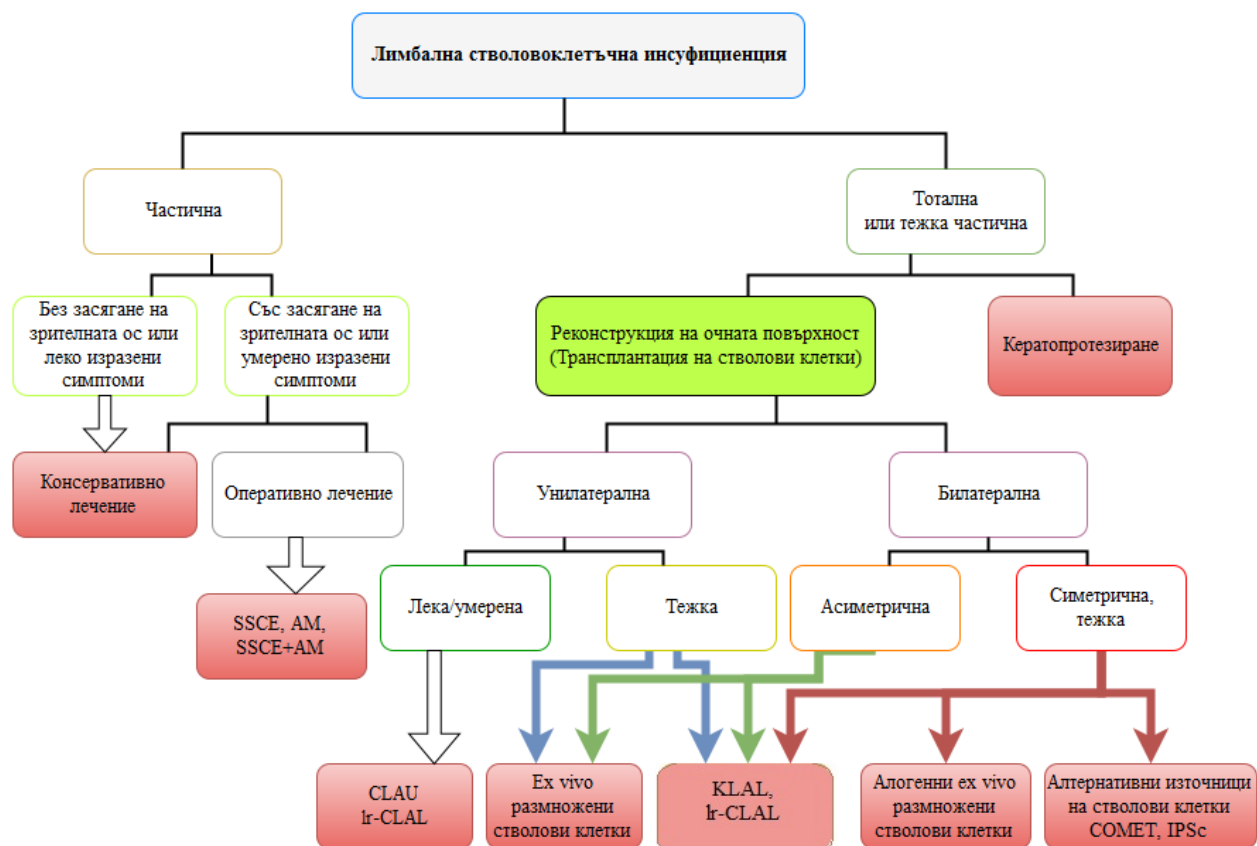 Лимбална стволовоклетъчна инсуфициенция
Частична
Тотална
или тежка частична
Без засягане на
зрителната ос или
леко изразени
симптоми
Със засягане на
зрителната ос или
умерено изразени
симптоми
Реконструкция на очната повърхност
(Трансплантация на стволови клетки)
Кератопротезиране
Консервативно
лечение
Оперативно лечение
Унилатерална
Билатерална
SSCE, AM,
SSCE+AM
Лека/умерена
Тежка
Асиметрична
Симетрична,
тежка
CLAU
lr-CLAL
Ex vivo
размножени
стволови клетки
KLAL,
lr-CLAL
Алогенни ex vivo
размножени
стволови клетки
Алтернативни източници
на стволови клетки
COMET, IPSc